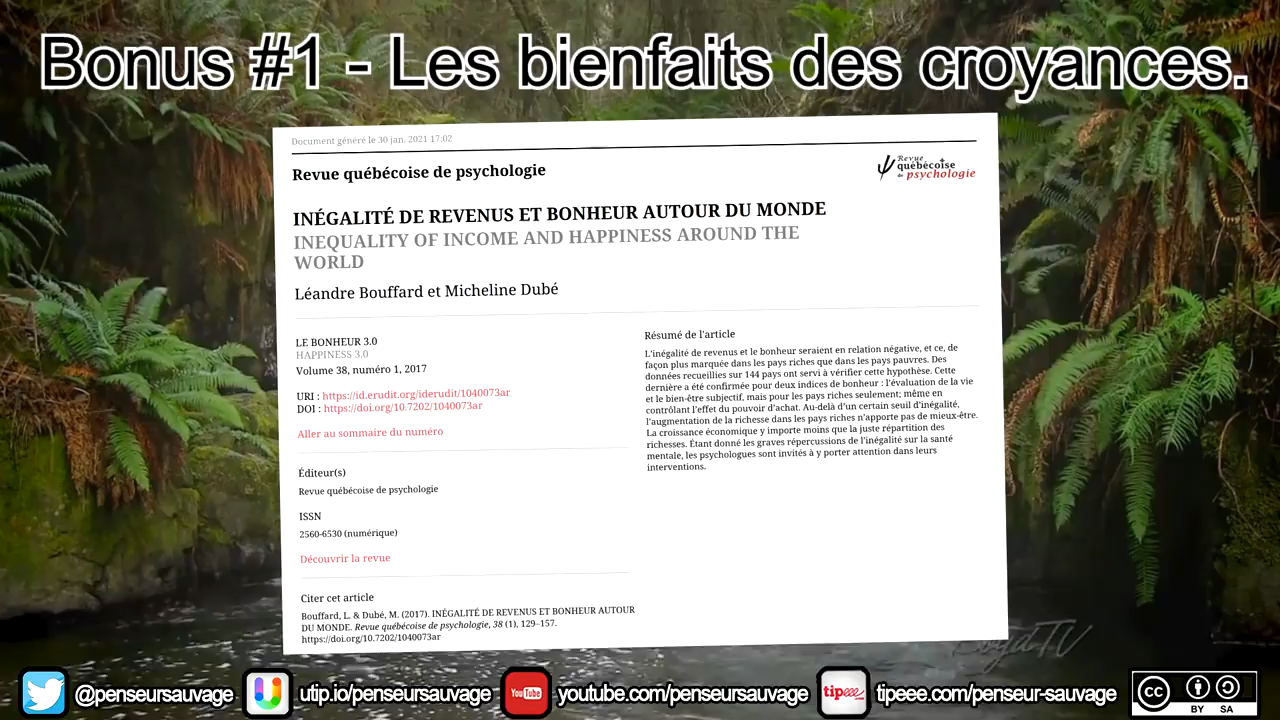 Bonus #1 - Les bienfaits des croyances.
Document généré le 30 jan. 2021 17:02
Revue québécoise de psychologie
Revue
québécoise
de psychologie
INÉGALITÉ DE REVENUS ET BONHEUR AUTOUR DU MONDE
INEQUALITY OF INCOME AND HAPPINESS AROUND THE
WORLD
Léandre Bouffard et Micheline Dubé
LE BONHEUR 3.0
HAPPINESS 3.0
Volume 38, numéro 1, 2017
URI : https://id.erudit.org/iderudit/1040073ar
DOI : https://doi.org/10.7202/1040073ar
Aller au sommaire du numéro
Éditeur(s)
Revue québécoise de psychologie
ISSN
2560-6530 (numérique)
Découvrir la revue
Citer cet article
Bouffard, L. & Dubé, M. (2017). INÉGALITÉ DE REVENUS ET BONHEUR AUTOUR
DU MONDE. Revue québécoise de psychologie, 38 (1), 129–157.
https://doi.org/10.7202/1040073ar
Résumé de l'article
L'inégalité de revenus et le bonheur seraient en relation négative, et ce, de
façon plus marquée dans les pays riches que dans les pays pauvres. Des
données recueillies sur 144 pays ont servi à vérifier cette hypothèse. Cette
dernière a été confirmée pour deux indices de bonheur : l'évaluation de la vie
et le bien-être subjectif, mais pour les pays riches seulement; même en
contrôlant l'effet du pouvoir d'achat. Au-delà d'un certain seuil d'inégalité,
l'augmentation de la richesse dans les pays riches n'apporte pas de mieux-être.
La croissance économique y importe moins que la juste répartition des
richesses. Étant donné les graves répercussions de l'inégalité sur la santé
mentale, les psychologues sont invités à y porter attention dans leurs
interventions.
@penseursauvage
utip.io/penseursauvage
You Tube
youtube.com/penseursauvage
tipeee
tipeee.com/penseur-sauvage
cc
BY SA